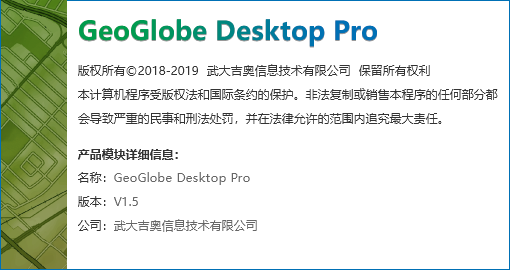 GeoGlobe Desktop Pro
版权所有©2018-2019 武大吉奥信息技术有限公司 保留所有权利
本计算机程序受版权法和国际条约的保护。非法复制或销售本程序的任何部分都
会导致严重的民事和刑法处罚，并在法律允许的范围内追究最大责任。
产品模块详细信息：
名称：GeoGlobe Desktop Pro
版本：V1.5
公司：武大吉奥信息技术有限公司